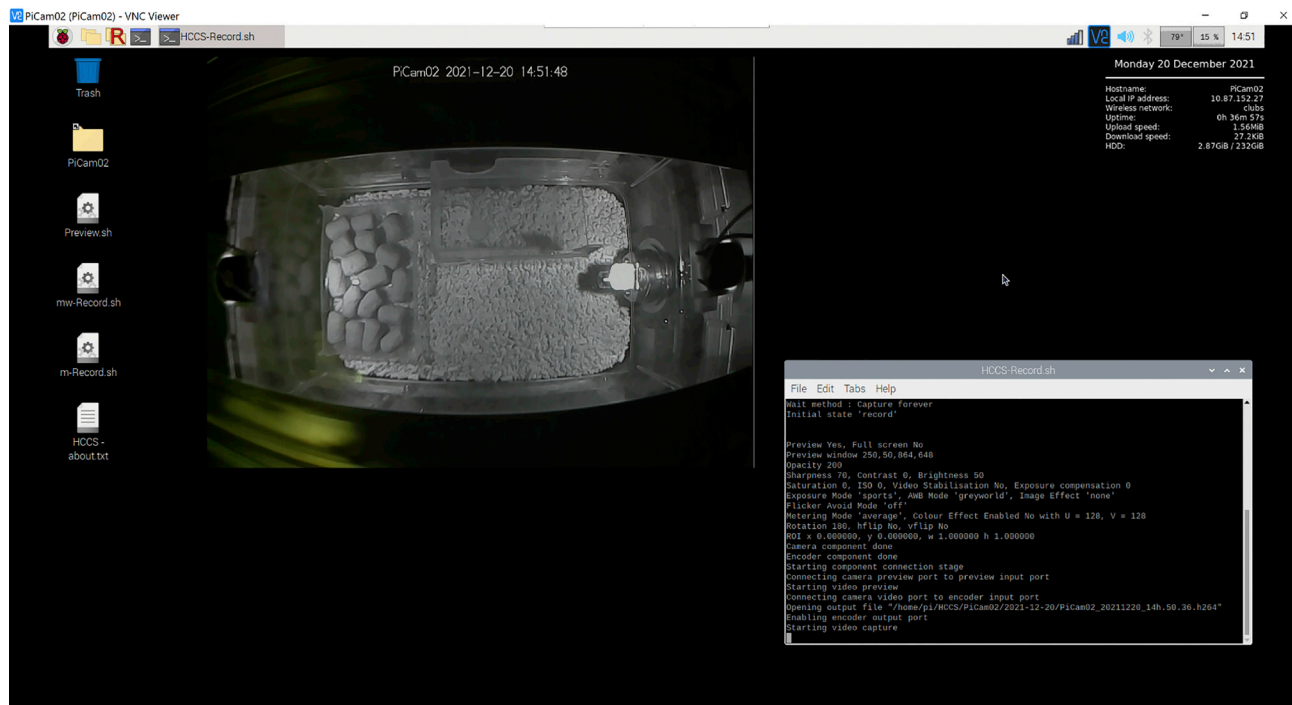 PiCam02 (PiCam02) - VNC Viewer
HCCS-Record.sh
79°
15 %
14:51
Trash
PiCam02
Preview.sh
mw-Record.sh
m-Record.sh
HCCS -
about.txt
PiCam02 2021-12-20 14:51:48
Monday 20 December 2021
Hostname: PiCam02
Local IP address: 10.87.152.27
Wireless network: clubs
Uptime: 0h 36m 57s
Upload speed: 1.56MiB
Download speed: 27.2KiB
HDD: 2.87GiB / 232GiB
HCCS-Record.sh
File Edit Tabs Help
Wait method : Capture forever
Initial state 'record'
Preview Yes, Full screen No
Preview window 250,50,864,648
Opacity 200
Sharpness 70, Contrast 0, Brightness 50
Saturation 0, ISO 0, Video Stabilisation No, Exposure compensation 0
Exposure Mode 'sports', AWB Mode 'greyworld', Image Effect 'none'
Flicker Avoid Mode 'off'
Metering Mode 'average', Colour Effect Enabled No with U = 128, V = 128
Rotation 180, hflip No, vflip No
ROI x 0.000000, y 0.000000, w 1.000000 h 1.000000
Camera component done
Encoder component done
Starting component connection stage
Connecting camera preview port to preview input port
Starting video preview
Connecting camera video port to encoder input port
Opening output file "/home/pi/HCCS/PiCam02/2021-12-20/PiCam02_20211220_14h.50.36.h264"
Enabling encoder output port
Starting video capture